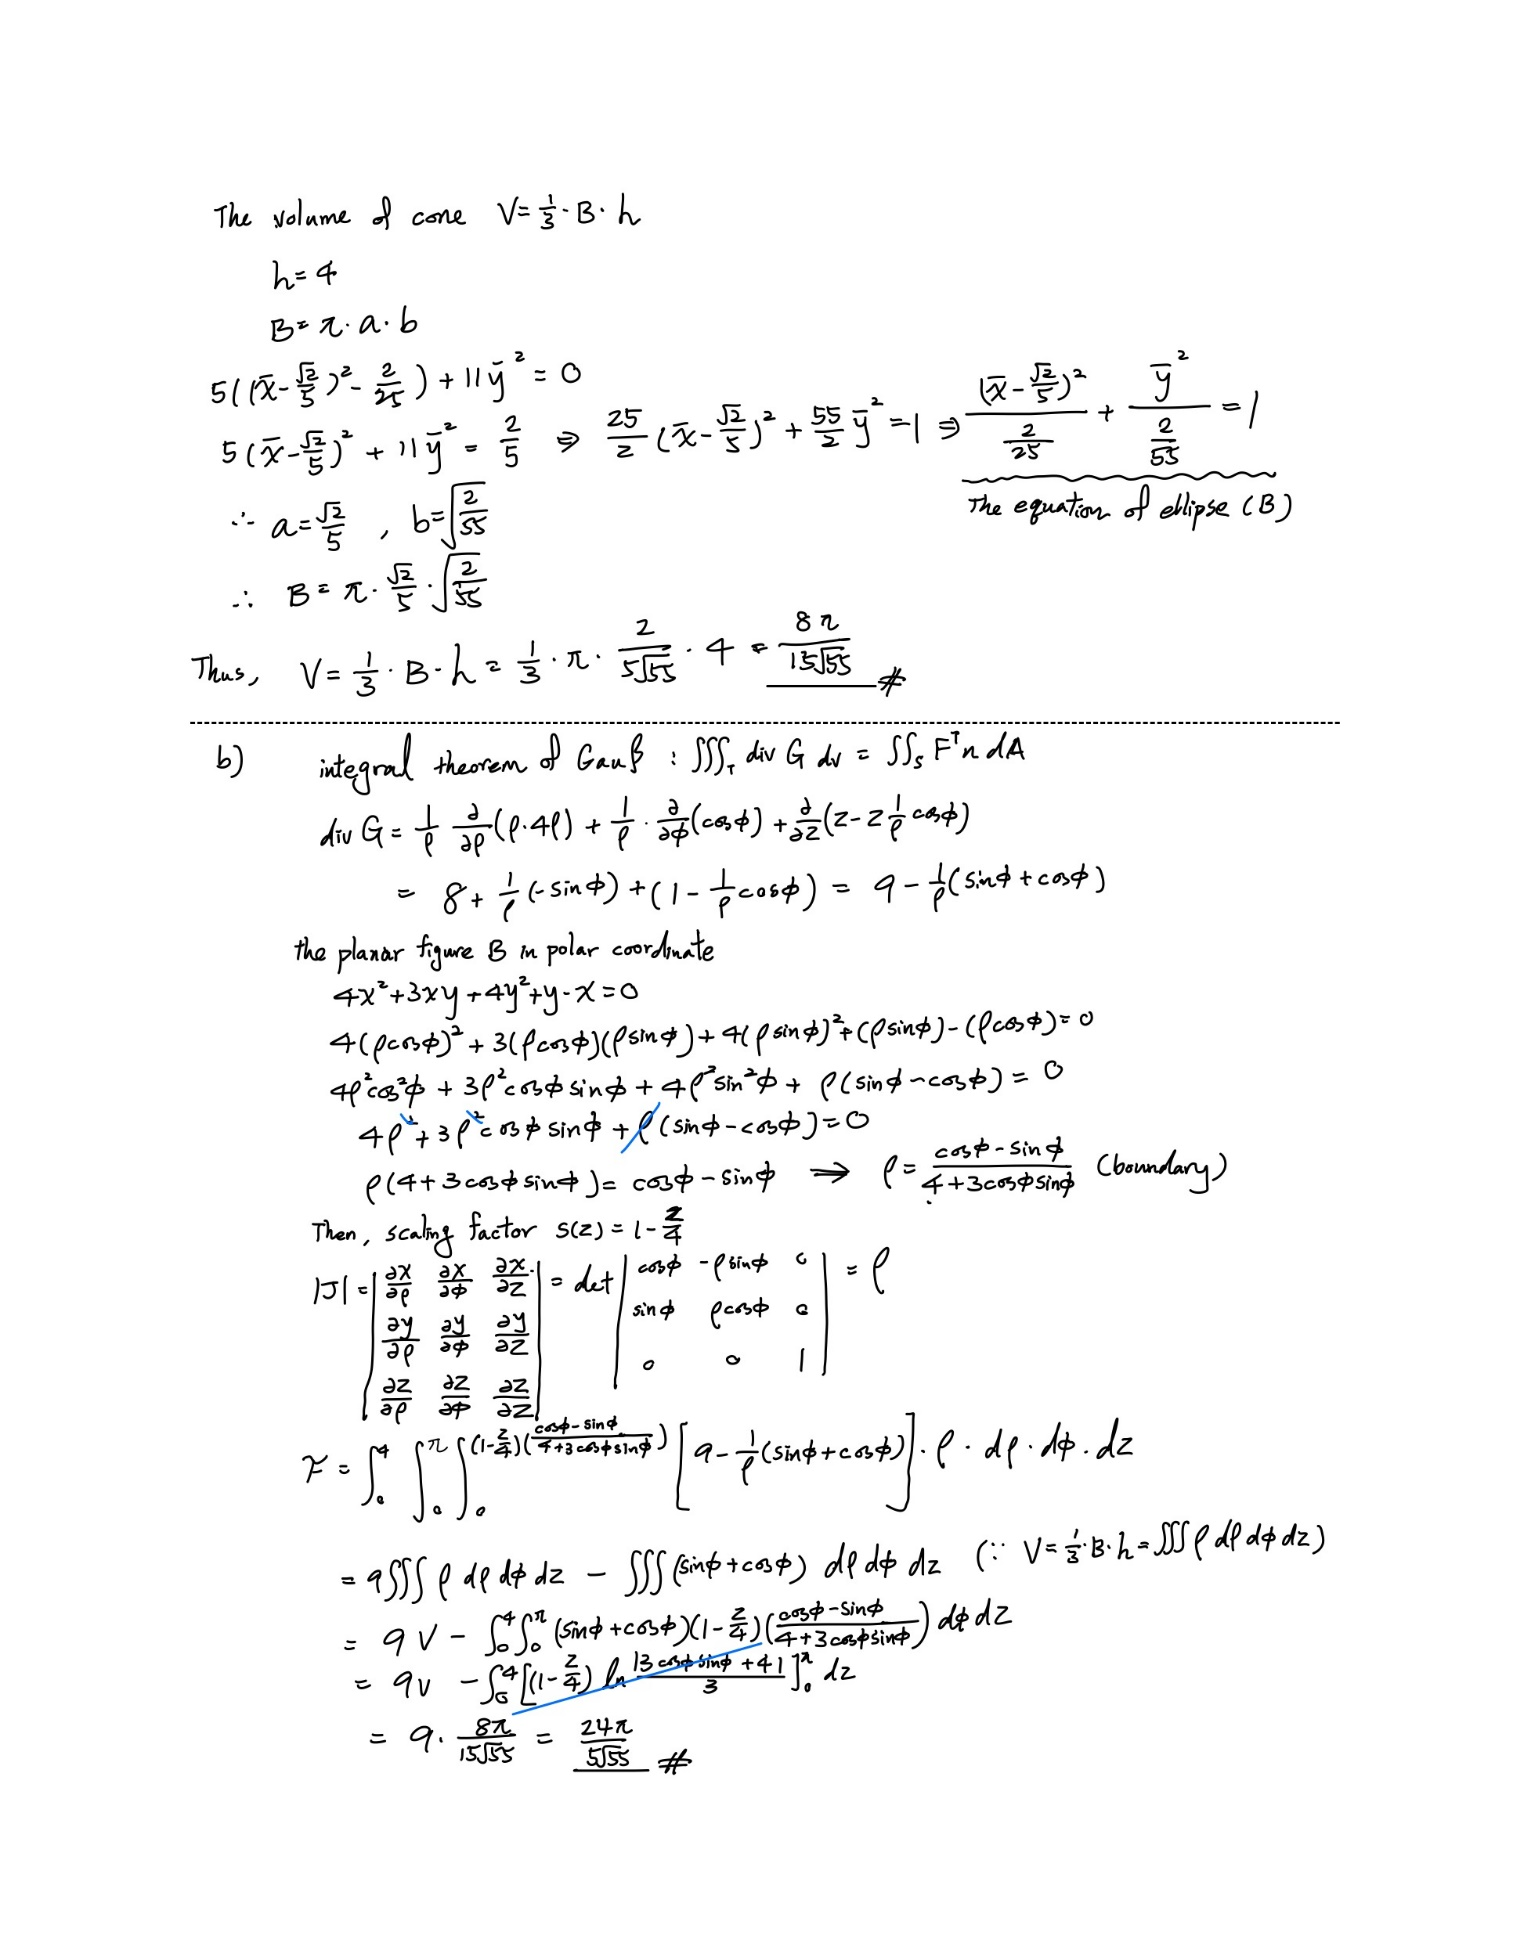 The volume of cone V = 1/3 · B · h
h = 4
B = π · a · b
5((x̄ - √2/5)² - 2/25) + 11ȳ² = 0
5(x̄ - √2/5)² + 11ȳ² = 2/5 ⇒ 25/2 (x̄ - √2/5)² + 55/2 ȳ² = 1 ⇒ (x̄ - √2/5)² / (2/25) + ȳ² / (2/55) = 1
The equation of ellipse (B)
∴ a = √2/5 , b = √(2/55)
∴ B = π · √2/5 · √(2/55)
Thus, V = 1/3 · B · h = 1/3 · π · 2/(5√55) · 4 = 8π/(15√55) #
b) integral theorem of Gauß : ∭_T div G dv = ∬_S Fᵀn dA
div G = 1/ρ ∂/∂ρ (ρ · 4ρ) + 1/ρ · ∂/∂φ (cosφ) + ∂/∂z (z - z 1/ρ cosφ)
= 8 + 1/ρ (-sinφ) + (1 - 1/ρ cosφ) = 9 - 1/ρ (sinφ + cosφ)
the planar figure B in polar coordinate
4x² + 3xy + 4y² + y - x = 0
4(ρcosφ)² + 3(ρcosφ)(ρsinφ) + 4(ρsinφ)² + (ρsinφ) - (ρcosφ) = 0
4ρ²cos²φ + 3ρ²cosφ sinφ + 4ρ²sin²φ + ρ(sinφ - cosφ) = 0
4ρ² + 3ρ²cosφ sinφ + ρ(sinφ - cosφ) = 0
ρ(4 + 3cosφ sinφ) = cosφ - sinφ ⇒ ρ = (cosφ - sinφ)/(4 + 3cosφ sinφ) (boundary)
Then, scaling factor s(z) = 1 - z/4
|J| = | ∂x/∂ρ ∂x/∂φ ∂x/∂z | = det | cosφ -ρsinφ 0 | = ρ
∂y/∂ρ ∂y/∂φ ∂y/∂z sinφ ρcosφ 0
∂z/∂ρ ∂z/∂φ ∂z/∂z 0 0 1
F = ∫₀⁴ ∫₀^π ∫₀^((1-z/4)((cosφ-sinφ)/(4+3cosφsinφ))) [9 - 1/ρ (sinφ + cosφ)] · ρ · dρ · dφ · dz
= 9∭ ρ dρ dφ dz - ∭ (sinφ + cosφ) dρ dφ dz (∵ V = 1/3 · B · h = ∭ ρ dρ dφ dz)
= 9V - ∫₀⁴ ∫₀^π (sinφ + cosφ)(1 - z/4)((cosφ - sinφ)/(4 + 3cosφsinφ)) dφ dz
= 9V - ∫₀⁴ [(1 - z/4) ln |3 cosφ sinφ + 4|/3]₀^π dz
= 9 · 8π/(15√55) = 24π/(5√55) #